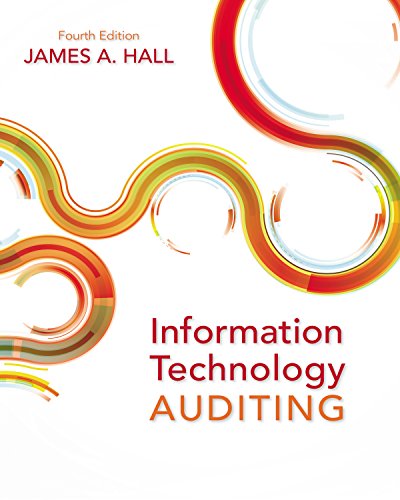 Fourth Edition
JAMES A. HALL
Information
Technology
AUDITING